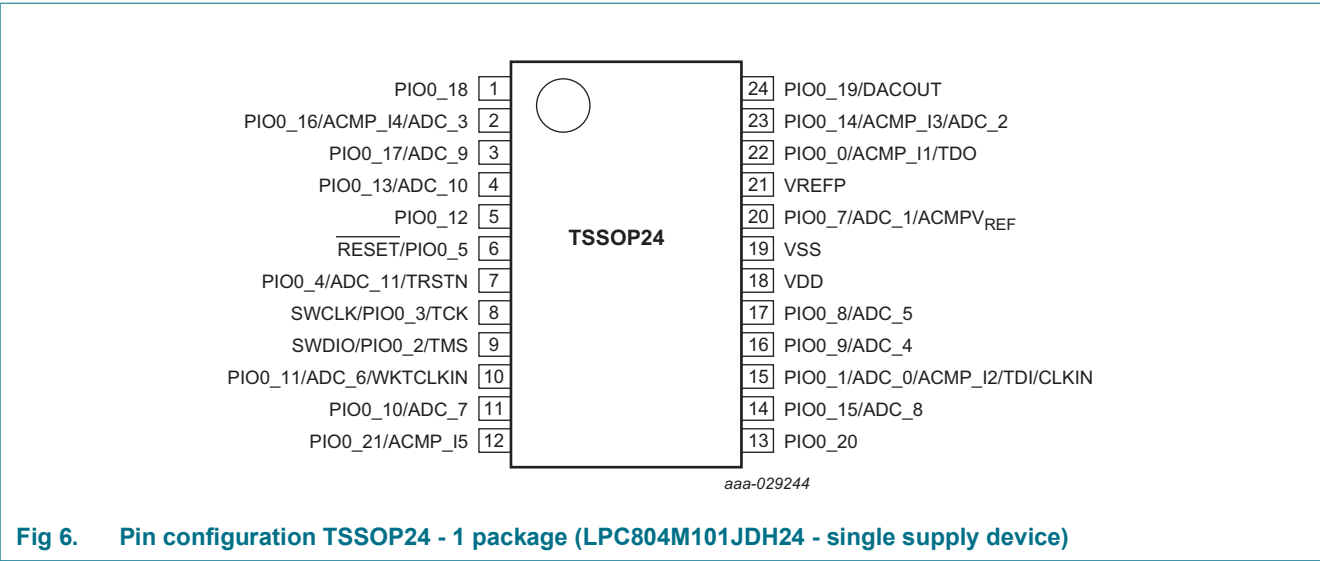 PIO0_18 1
PIO0_16/ACMP_I4/ADC_3 2
PIO0_17/ADC_9 3
PIO0_13/ADC_10 4
PIO0_12 5
RESET/PIO0_5 6
PIO0_4/ADC_11/TRSTN 7
SWCLK/PIO0_3/TCK 8
SWDIO/PIO0_2/TMS 9
PIO0_11/ADC_6/WKTCLKIN 10
PIO0_10/ADC_7 11
PIO0_21/ACMP_I5 12
TSSOP24
24 PIO0_19/DACOUT
23 PIO0_14/ACMP_I3/ADC_2
22 PIO0_0/ACMP_I1/TDO
21 VREFP
20 PIO0_7/ADC_1/ACMPVREF
19 VSS
18 VDD
17 PIO0_8/ADC_5
16 PIO0_9/ADC_4
15 PIO0_1/ADC_0/ACMP_I2/TDI/CLKIN
14 PIO0_15/ADC_8
13 PIO0_20
aaa-029244
Fig 6. Pin configuration TSSOP24 - 1 package (LPC804M101JDH24 - single supply device)